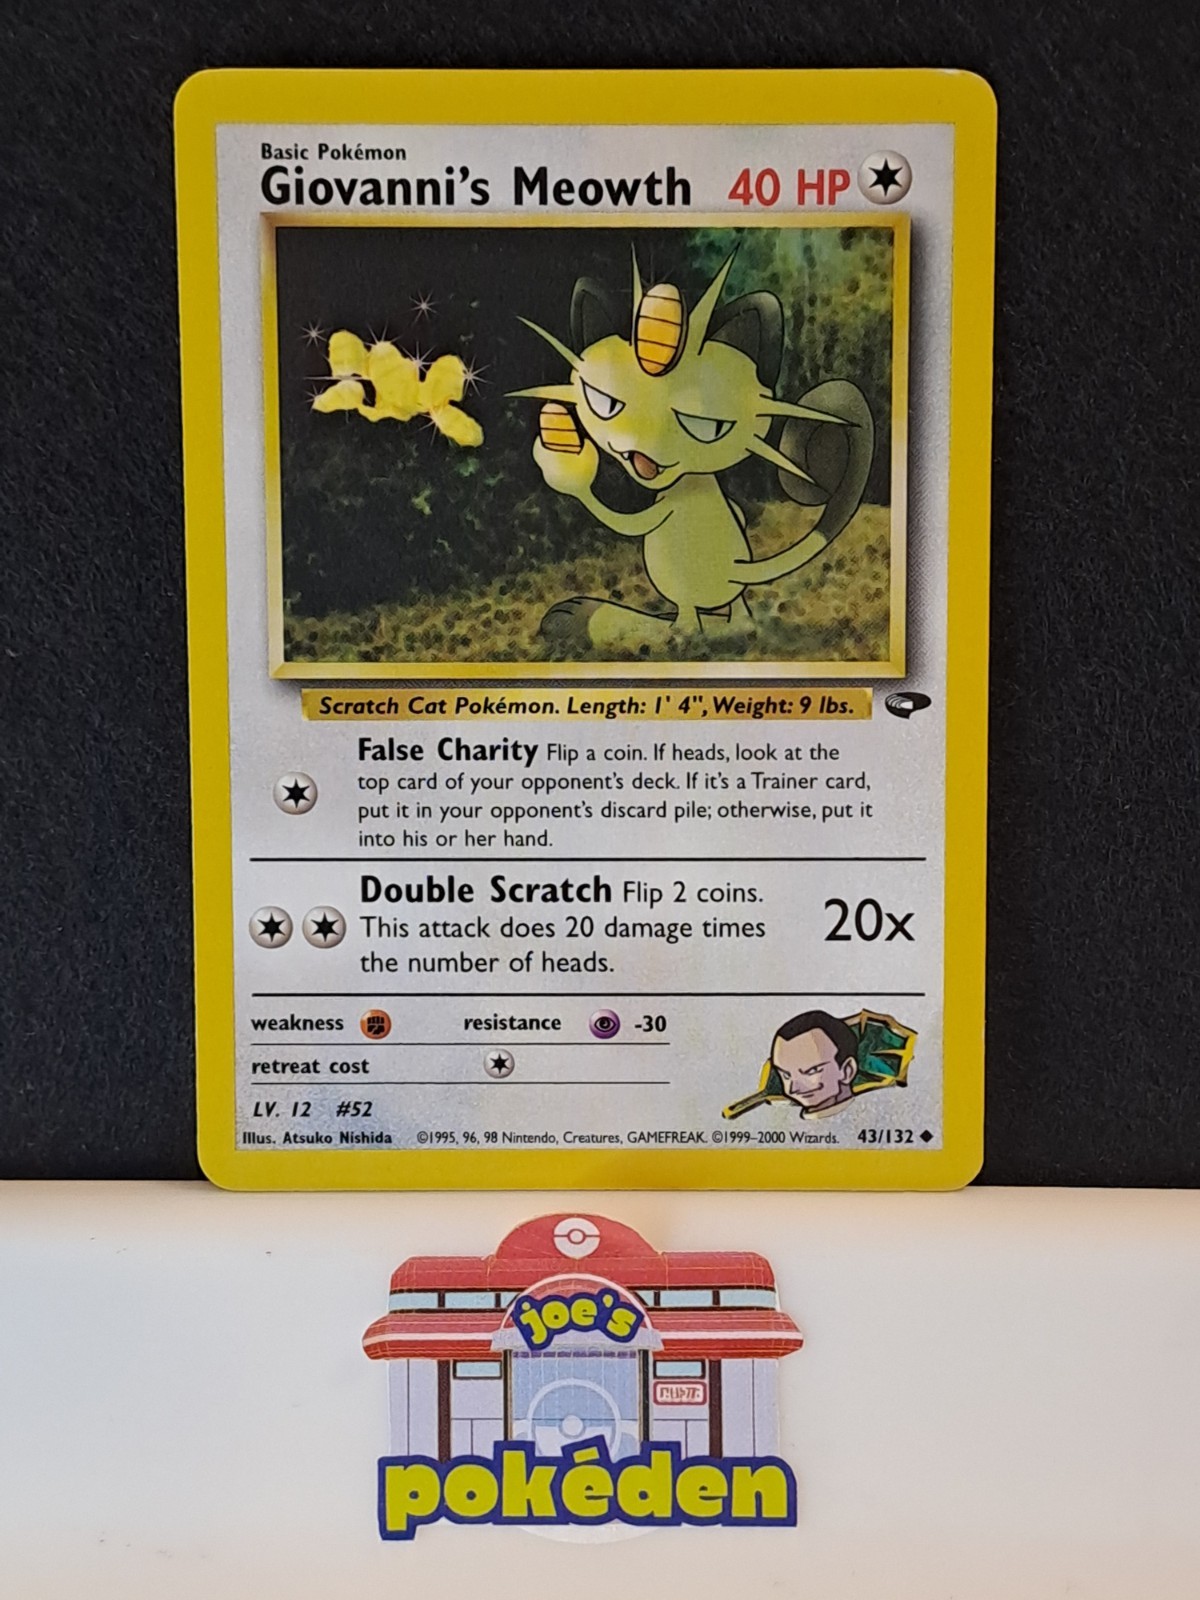 Basic Pokémon
Giovanni's Meowth 40 HP
Scratch Cat Pokémon. Length: 1' 4", Weight: 9 lbs.
False Charity Flip a coin. If heads, look at the
top card of your opponent's deck. If it's a Trainer card,
put it in your opponent's discard pile; otherwise, put it
into his or her hand.
Double Scratch Flip 2 coins.
This attack does 20 damage times
the number of heads.
20x
weakness resistance -30
retreat cost
LV. 12 #52
Illus. Atsuko Nishida ©1995, 96, 98 Nintendo, Creatures, GAMEFREAK. ©1999–2000 Wizards. 43/132
joe's
pokéden